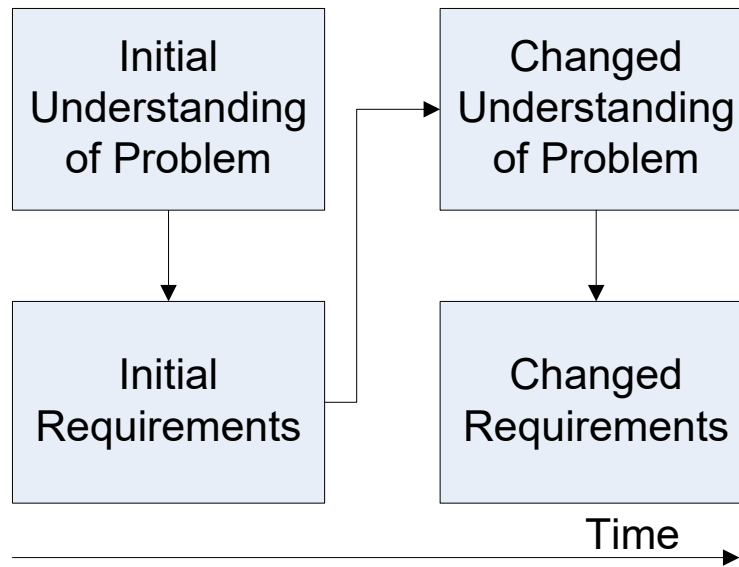 Initial
Understanding
of Problem
Changed
Understanding
of Problem
Initial
Requirements
Changed
Requirements
Time